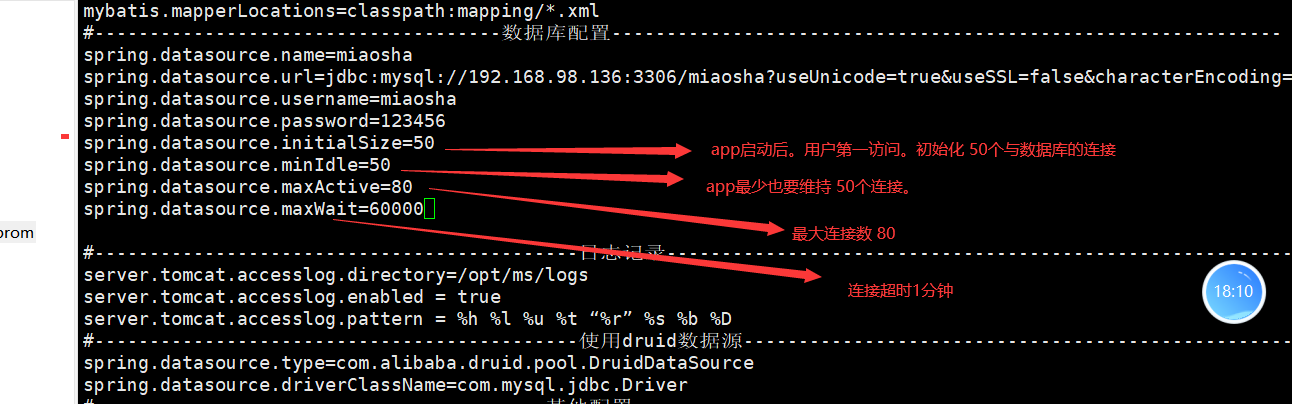 mybatis.mapperLocations=classpath:mapping/*.xml
#-------------------------------------数据库配置-------------------------------------------------------------
spring.datasource.name=miaosha
spring.datasource.url=jdbc:mysql://192.168.98.136:3306/miaosha?useUnicode=true&useSSL=false&characterEncoding=
spring.datasource.username=miaosha
spring.datasource.password=123456
spring.datasource.initialSize=50
app启动后。用户第一访问。初始化 50个与数据库的连接
spring.datasource.minIdle=50
app最少也要维持 50个连接。
spring.datasource.maxActive=80
spring.datasource.maxWait=60000
prom
最大连接数 80
#--------------------------------------------日志记录---------------------------------------------------------
server.tomcat.accesslog.directory=/opt/ms/logs
连接超时1分钟
18:10
server.tomcat.accesslog.enabled = true
server.tomcat.accesslog.pattern = %h %l %u %t “%r” %s %b %D
#--------------------------------------------使用druid数据源--------------------------------------------------
spring.datasource.type=com.alibaba.druid.pool.DruidDataSource
spring.datasource.driverClassName=com.mysql.jdbc.Driver